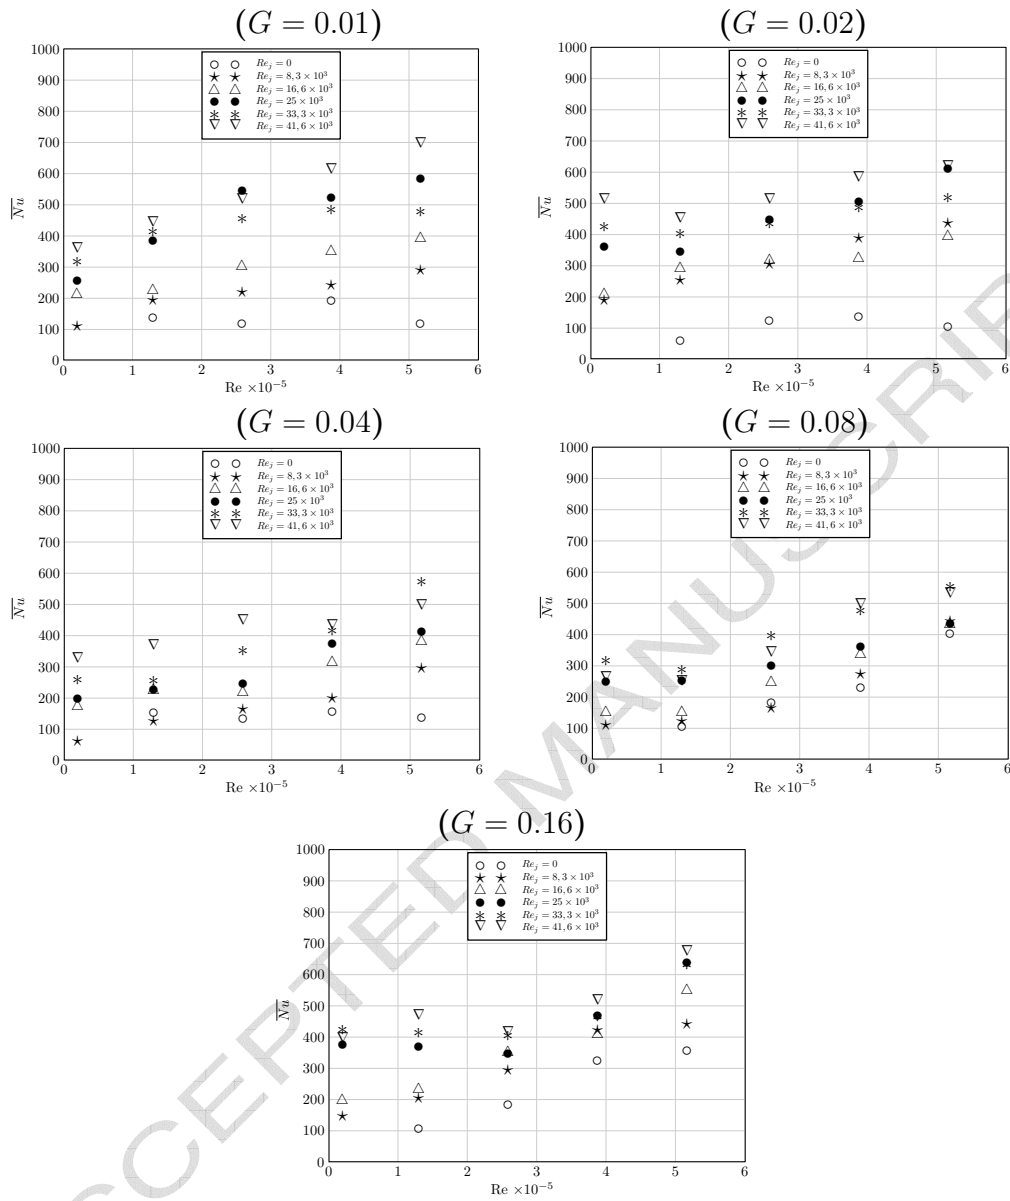 (G = 0.01)
1000
900
800
700
600
500
400
300
200
100
0
Nu
Re_j = 0
Re_j = 8,3 × 10³
Re_j = 16,6 × 10³
Re_j = 25 × 10³
Re_j = 33,3 × 10³
Re_j = 41,6 × 10³
0 1 2 3 4 5 6
Re ×10⁻⁵
(G = 0.02)
1000
900
800
700
600
500
400
300
200
100
0
Nu
Re_j = 0
Re_j = 8,3 × 10³
Re_j = 16,6 × 10³
Re_j = 25 × 10³
Re_j = 33,3 × 10³
Re_j = 41,6 × 10³
0 1 2 3 4 5 6
Re ×10⁻⁵
(G = 0.04)
1000
900
800
700
600
500
400
300
200
100
0
Nu
Re_j = 0
Re_j = 8,3 × 10³
Re_j = 16,6 × 10³
Re_j = 25 × 10³
Re_j = 33,3 × 10³
Re_j = 41,6 × 10³
0 1 2 3 4 5 6
Re ×10⁻⁵
(G = 0.08)
1000
900
800
700
600
500
400
300
200
100
0
Nu
Re_j = 0
Re_j = 8,3 × 10³
Re_j = 16,6 × 10³
Re_j = 25 × 10³
Re_j = 33,3 × 10³
Re_j = 41,6 × 10³
0 1 2 3 4 5 6
Re ×10⁻⁵
(G = 0.16)
1000
900
800
700
600
500
400
300
200
100
0
Nu
Re_j = 0
Re_j = 8,3 × 10³
Re_j = 16,6 × 10³
Re_j = 25 × 10³
Re_j = 33,3 × 10³
Re_j = 41,6 × 10³
0 1 2 3 4 5 6
Re ×10⁻⁵
CCEPTED MANUSCRIP